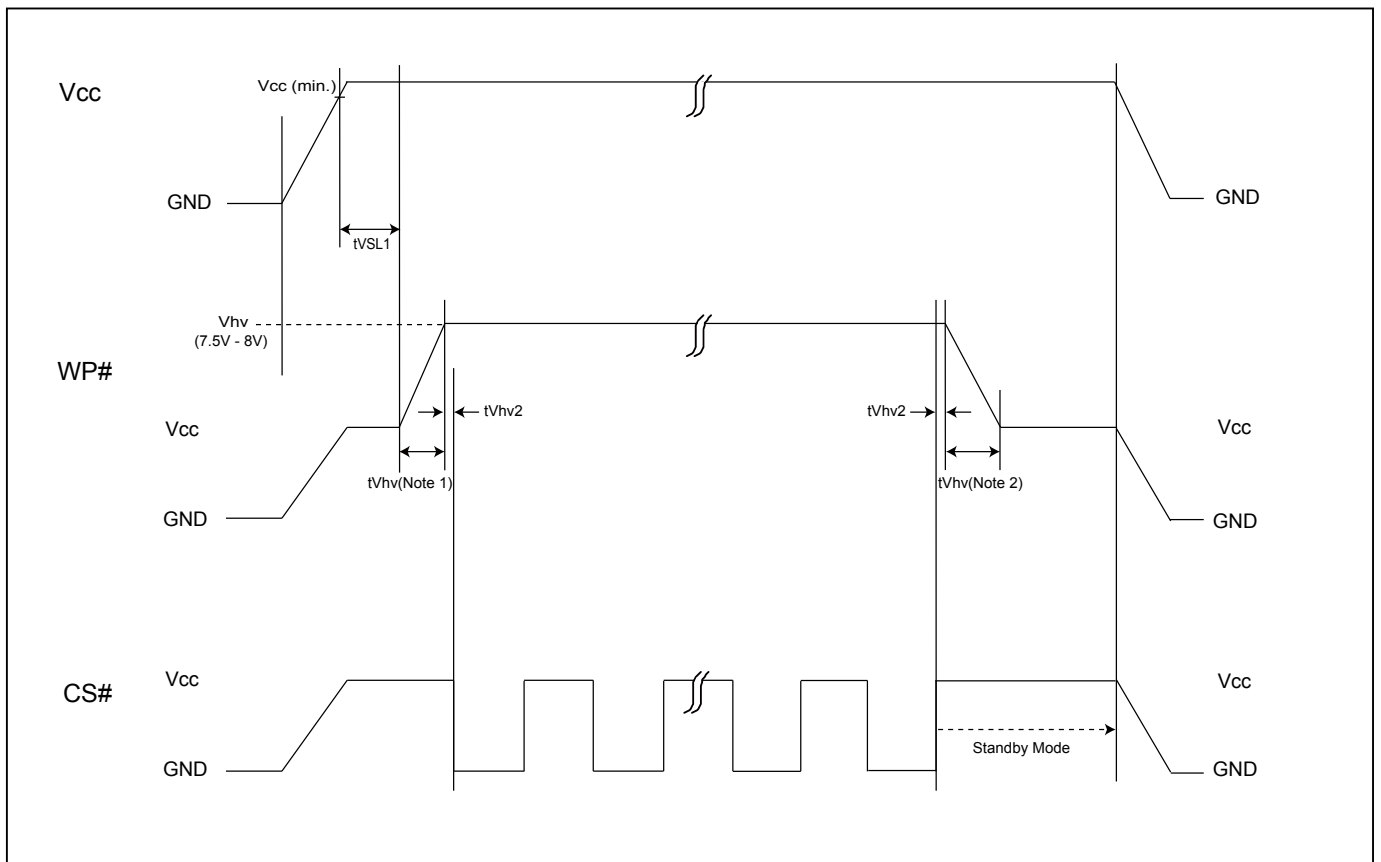 Vcc
Vcc (min.)
GND
GND
tVSL1
Vhv
(7.5V - 8V)
WP#
tVhv2
tVhv2
Vcc
Vcc
tVhv(Note 1)
tVhv(Note 2)
GND
GND
CS#
Vcc
Vcc
Standby Mode
GND
GND